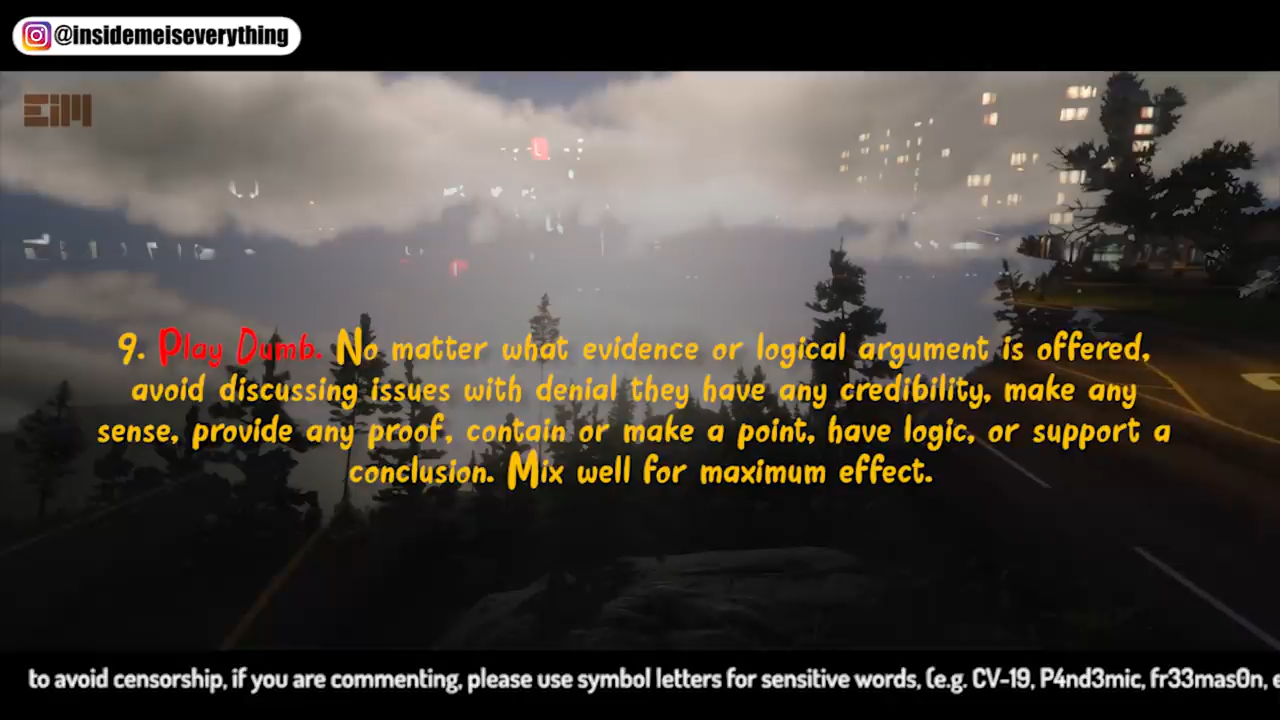 @insidemeiseverything
EiM
9. Play Dumb. No matter what evidence or logical argument is offered,
avoid discussing issues with denial they have any credibility, make any
sense, provide any proof, contain or make a point, have logic, or support a
conclusion. Mix well for maximum effect.
to avoid censorship, if you are commenting, please use symbol letters for sensitive words, (e.g. CV-19, P4nd3mic, fr33mas0n, e